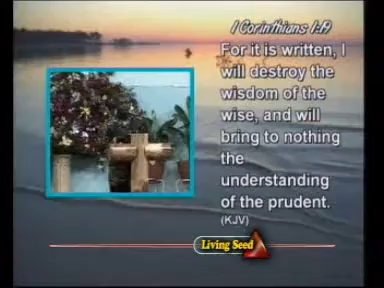 1 Corinthians 1:19
For it is written, I
will destroy the
wisdom of the
wise, and will
bring to nothing
the
understanding
of the prudent.
(KJV)
Living Seed